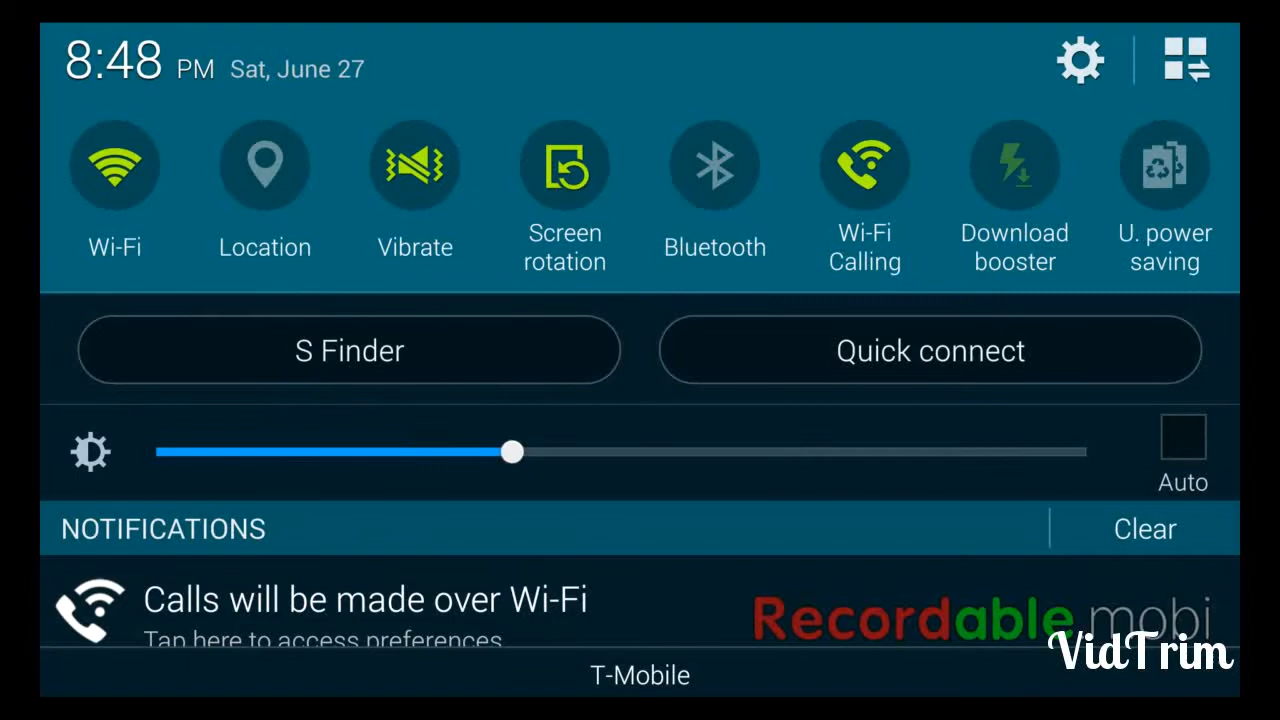 8:48 PM Sat, June 27
Wi-Fi
Location
Vibrate
Screen
rotation
Bluetooth
Wi-Fi
Calling
Download
booster
U. power
saving
S Finder
Quick connect
Auto
NOTIFICATIONS
Clear
Calls will be made over Wi-Fi
Tap here to access preferences
Recordable.mobi
VidTrim
T-Mobile